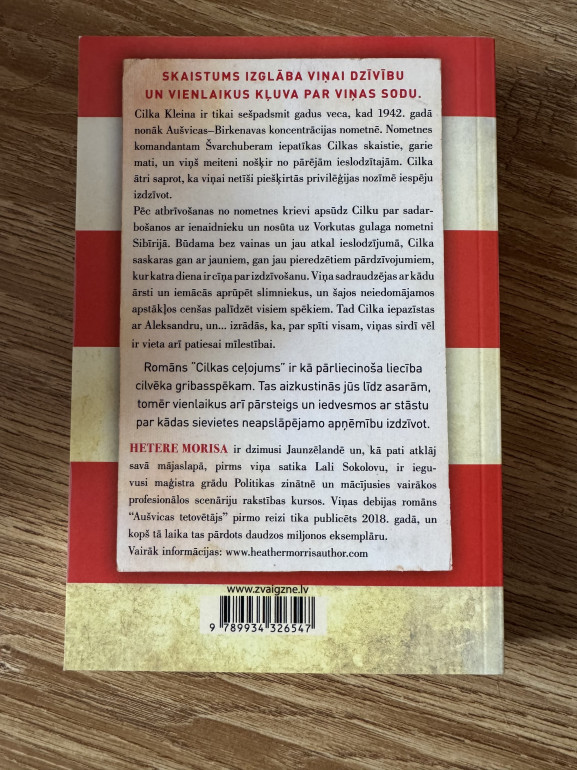 SKAISTUMS IZGLĀBA VIŅAI DZĪVĪBU
UN VIENLAIKUS KĻUVA PAR VIŅAS SODU.
Cilka Kleina ir tikai sešpadsmit gadus veca, kad 1942. gadā
nonāk Aušvicas–Birkenavas koncentrācijas nometnē. Nometnes
komandantam Švarchuberam iepatīkas Cilkas skaistie, garie
mati, un viņš meiteni nošķir no pārējām ieslodzītajām. Cilka
ātri saprot, ka viņai netīši piešķirtās privilēģijas nozīmē iespēju
izdzīvot.
Pēc atbrīvošanas no nometnes krievi apsūdz Cilku par sadar-
bošanos ar ienaidnieku un nosūta uz Vorkutas gulaga nometni
Sibīrijā. Būdama bez vainas un jau atkal ieslodzījumā, Cilka
saskaras gan ar jauniem, gan jau pieredzētiem pārdzīvojumiem,
kur katra diena ir cīņa par izdzīvošanu. Viņa sadraudzējas ar kādu
ārsti un iemācās aprūpēt slimniekus, un šajos neiedomājamos
apstākļos cenšas palīdzēt visiem spēkiem. Tad Cilka iepazīstas
ar Aleksandru, un... izrādās, ka, par spīti visam, viņas sirdī vēl
ir vieta arī patiesai mīlestībai.
Romāns “Cilkas ceļojums” ir kā pārliecinoša liecība
cilvēka gribasspēkam. Tas aizkustinās jūs līdz asarām,
tomēr vienlaikus arī pārsteigs un iedvesmos ar stāstu
par kādas sievietes neapslāpējamo apņēmību izdzīvot.
HETERE MORISA ir dzimusi Jaunzēlandē un, kā pati atklāj
savā mājaslapā, pirms viņa satika Lali Sokolovu, ir iegu-
vusi maģistra grādu Politikas zinātnē un mācījusies vairākos
profesionālos scenāriju rakstības kursos. Viņas debijas romāns
“Aušvicas tetovētājs” pirmo reizi tika publicēts 2018. gadā, un
kopš tā laika tas pārdots daudzos miljonos eksemplāru.
Vairāk informācijas: www.heathermorrisauthor.com
www.zvaigzne.lv
9 789934 326547